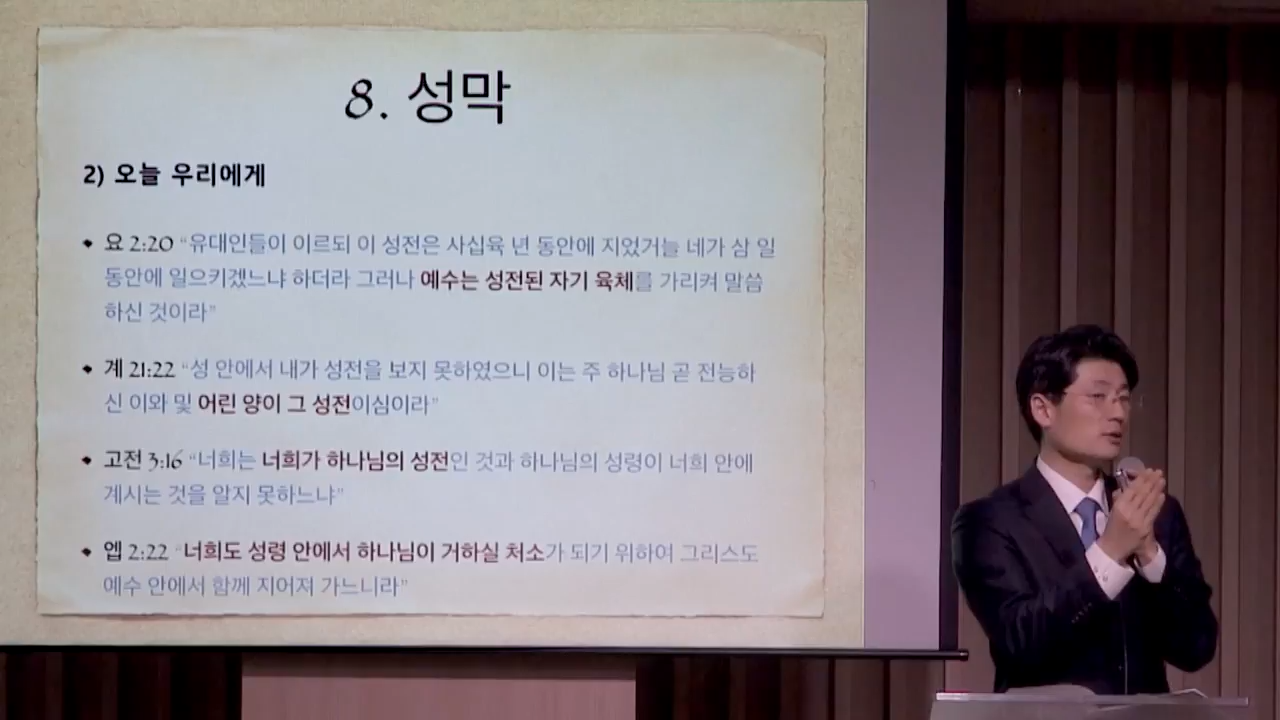 8. 성막
2) 오늘 우리에게
• 요 2:20 “유대인들이 이르되 이 성전은 사십육 년 동안에 지었거늘 네가 삼 일
동안에 일으키겠느냐 하더라 그러나 예수는 성전된 자기 육체를 가리켜 말씀
하신 것이라”
• 계 21:22 “성 안에서 내가 성전을 보지 못하였으니 이는 주 하나님 곧 전능하
신 이와 및 어린 양이 그 성전이심이라”
• 고전 3:16 “너희는 너희가 하나님의 성전인 것과 하나님의 성령이 너희 안에
계시는 것을 알지 못하느냐”
• 엡 2:22 “너희도 성령 안에서 하나님이 거하실 처소가 되기 위하여 그리스도
예수 안에서 함께 지어져 가느니라”